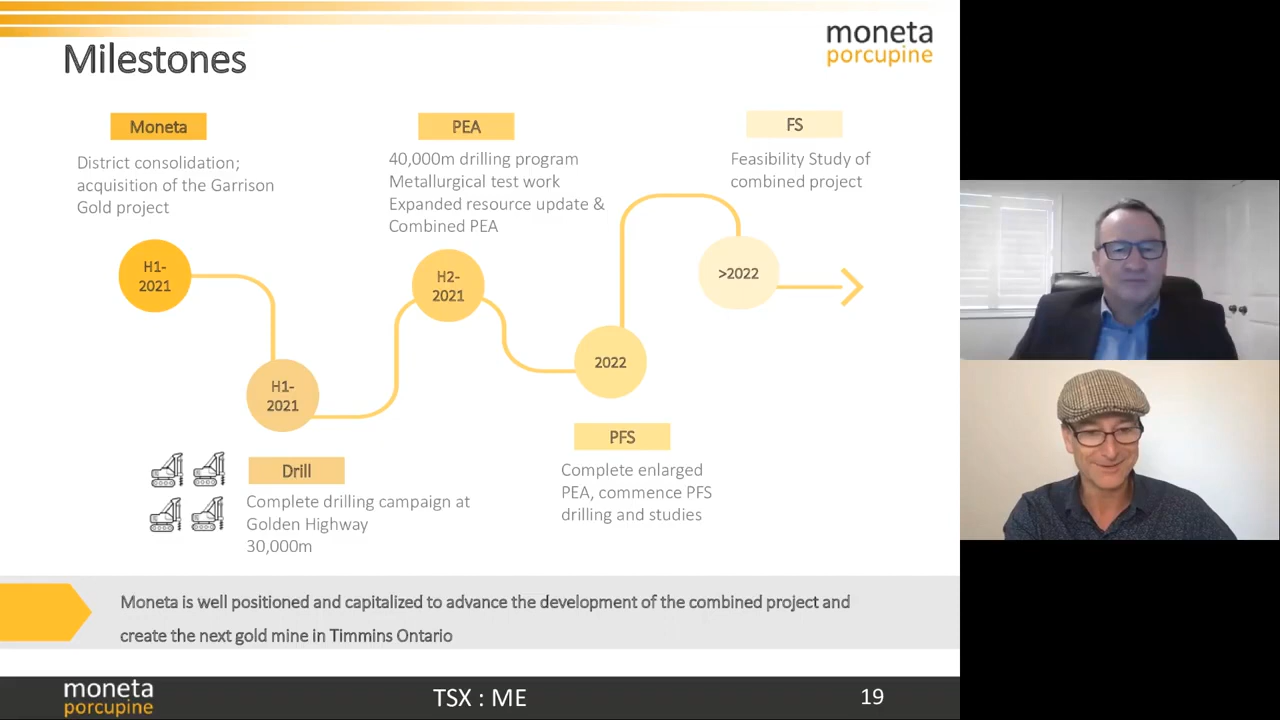 moneta
porcupine
Milestones
Moneta
District consolidation;
acquisition of the Garrison
Gold project
PEA
40,000m drilling program
Metallurgical test work
Expanded resource update &
Combined PEA
FS
Feasibility Study of
combined project
H1-
2021
H2-
2021
>2022
H1-
2021
2022
Drill
Complete drilling campaign at
Golden Highway
30,000m
PFS
Complete enlarged
PEA, commence PFS
drilling and studies
Moneta is well positioned and capitalized to advance the development of the combined project and
create the next gold mine in Timmins Ontario
moneta
porcupine
TSX : ME
19